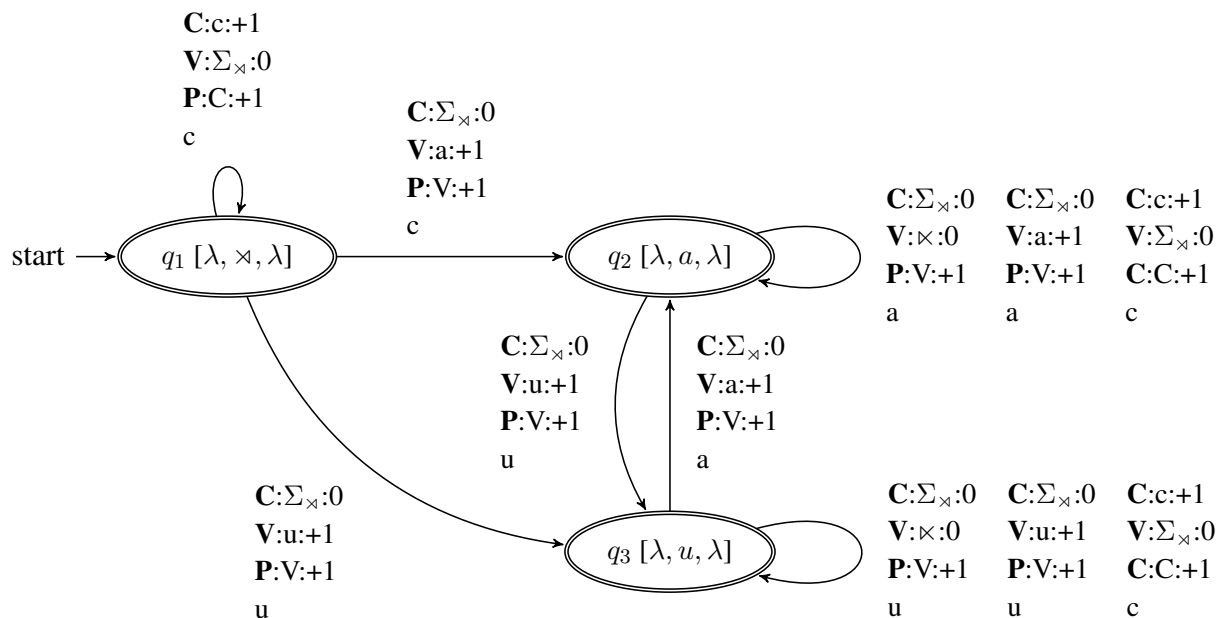 C:c:+1
V:Σ⋊:0
P:C:+1
c
C:Σ⋊:0
V:a:+1
P:V:+1
c
start
q1 [λ, ⋊, λ]
q2 [λ, a, λ]
C:Σ⋊:0 C:Σ⋊:0 C:c:+1
V:⋉:0 V:a:+1 V:Σ⋊:0
P:V:+1 P:V:+1 C:C:+1
a a c
C:Σ⋊:0
V:u:+1
P:V:+1
u
C:Σ⋊:0
V:a:+1
P:V:+1
a
C:Σ⋊:0
V:u:+1
P:V:+1
u
q3 [λ, u, λ]
C:Σ⋊:0 C:Σ⋊:0 C:c:+1
V:⋉:0 V:u:+1 V:Σ⋊:0
P:V:+1 P:V:+1 C:C:+1
u u c